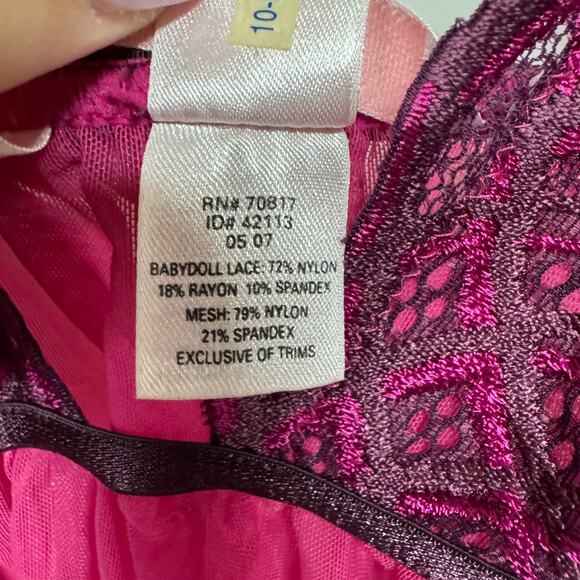 10-
RN# 70817
ID# 42113
05 07
BABYDOLL LACE: 72% NYLON
18% RAYON 10% SPANDEX
MESH: 79% NYLON
21% SPANDEX
EXCLUSIVE OF TRIMS